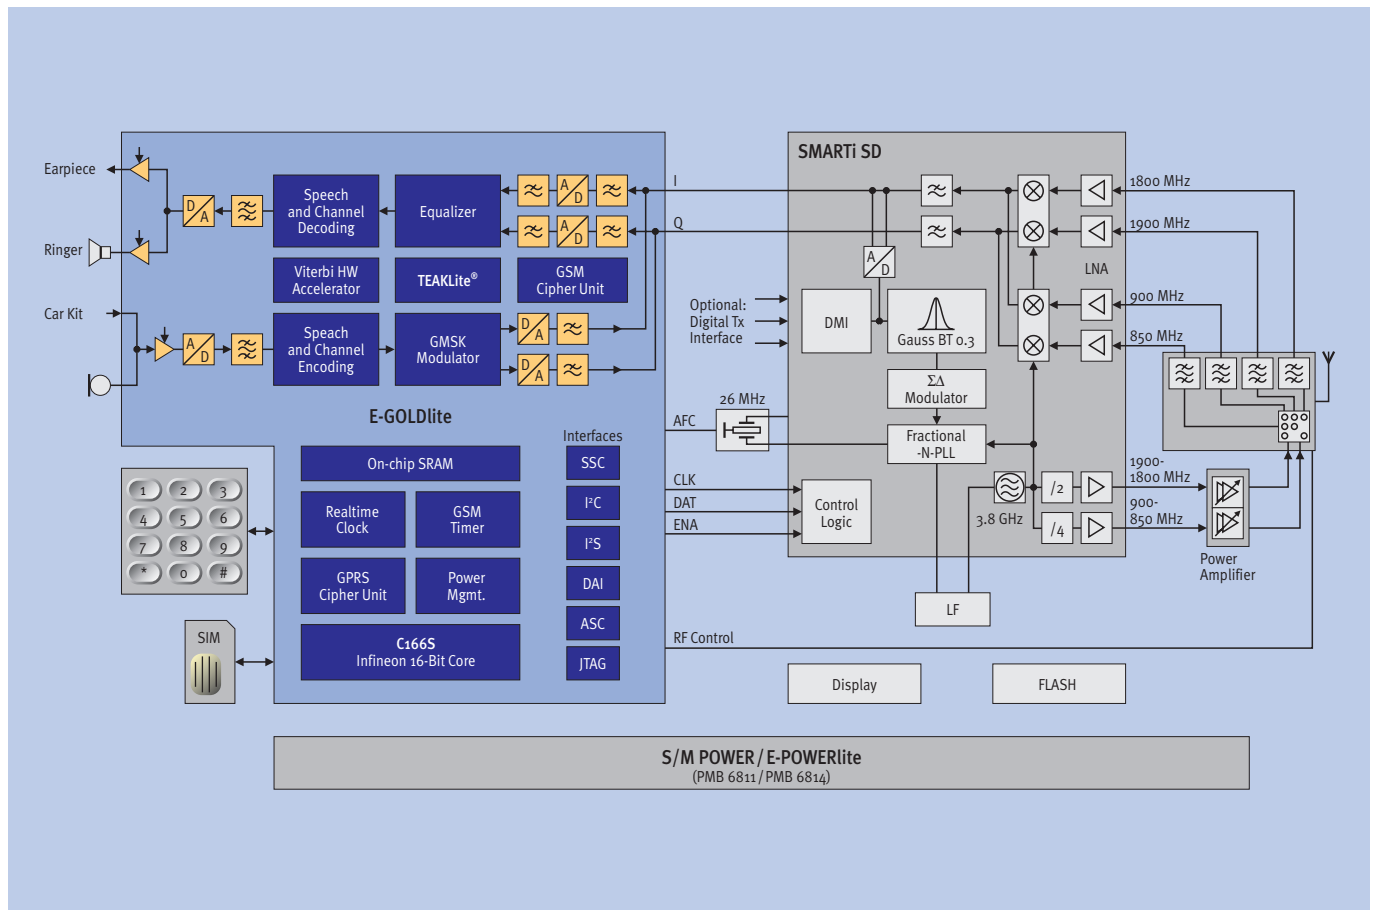 Earpiece
Ringer
Car Kit
D
A
Speech
and Channel
Decoding
Equalizer
A
D
A
D
I
Q
Viterbi HW
Accelerator
TEAKLite®
GSM
Cipher Unit
A
D
Speach
and Channel
Encoding
GMSK
Modulator
D
A
D
A
E-GOLDlite
On-chip SRAM
Realtime
Clock
GSM
Timer
GPRS
Cipher Unit
Power
Mgmt.
C166S
Infineon 16-Bit Core
Interfaces
SSC
I²C
I²S
DAI
ASC
JTAG
1 2 3
4 5 6
7 8 9
* 0 #
SIM
AFC
26 MHz
CLK
DAT
ENA
RF Control
SMARTi SD
Optional:
Digital Tx
Interface
A
D
DMI
Gauss BT 0.3
ΣΔ
Modulator
Fractional
-N-PLL
Control
Logic
3.8 GHz
/2
/4
LNA
LF
1800 MHz
1900 MHz
900 MHz
850 MHz
1900-
1800 MHz
900-
850 MHz
Power
Amplifier
Display
FLASH
S/M POWER / E-POWERlite
(PMB 6811 / PMB 6814)